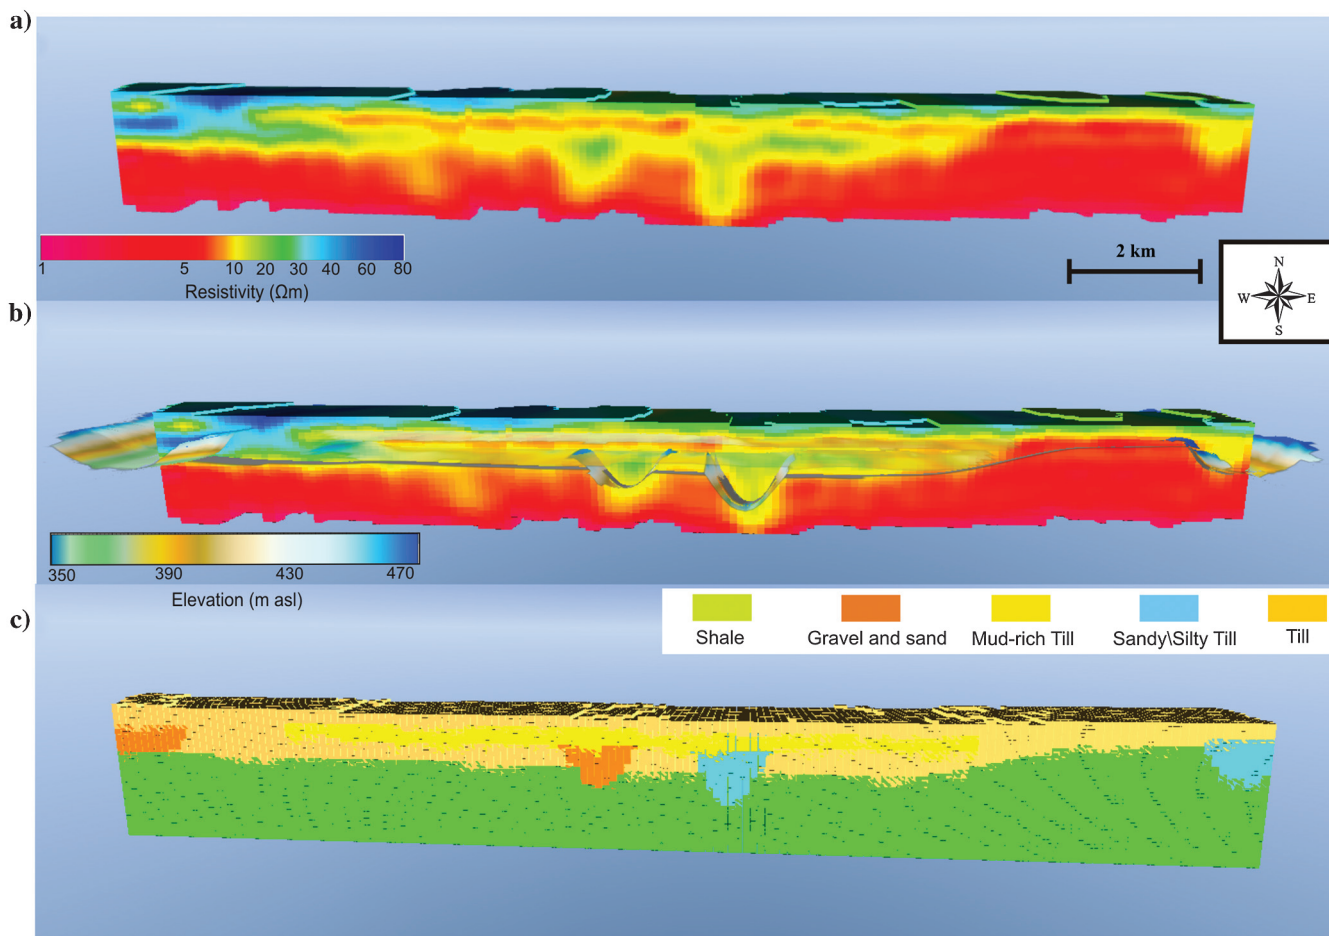 a)
1 5 10 20 30 40 60 80
Resistivity (Ωm)
2 km
N
W E
S
b)
350 390 430 470
Elevation (m asl)
c)
Shale Gravel and sand Mud-rich Till Sandy\Silty Till Till